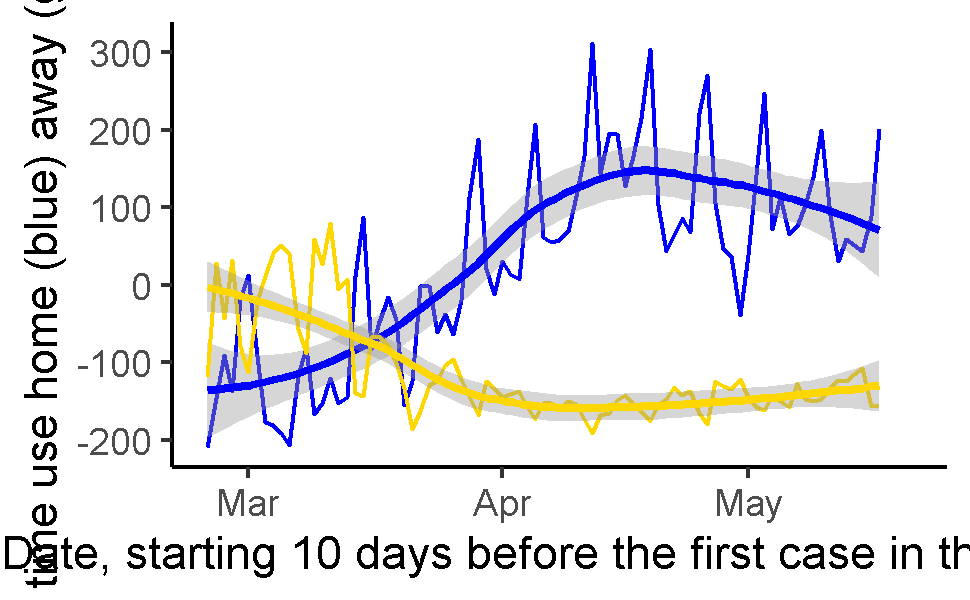 time use home (blue) away (
300
200
100
0
-100
-200
Mar Apr May
Date, starting 10 days before the first case in th